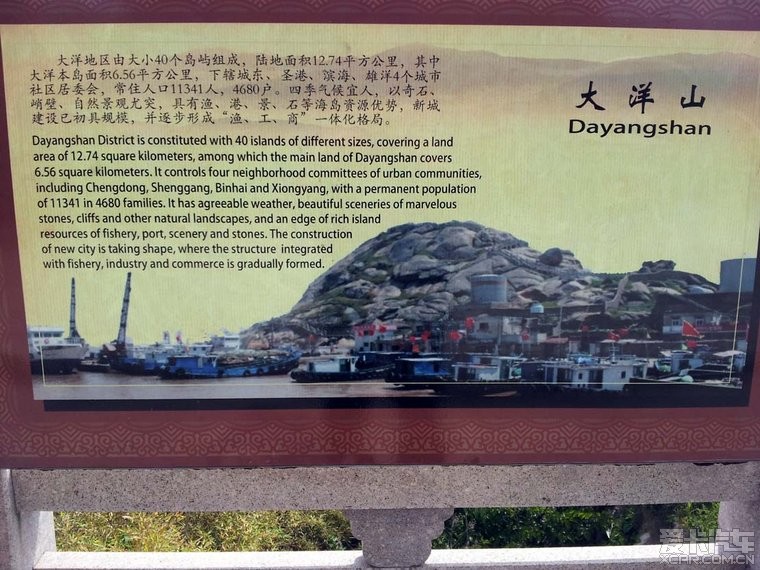 大洋地区由大小40个岛屿组成，陆地面积12.74平方公里，其中
大洋本岛面积6.56平方公里，下辖城东、圣港、滨海、雄洋4个城市
社区居委会，常住人口11341人，4680户。四季气候宜人，以奇石、
峭壁、自然景观尤突，具有渔、港、景、石等海岛资源优势，新城
建设已初具规模，并逐步形成“渔、工、商”一体化格局。
大洋山
Dayangshan
Dayangshan District is constituted with 40 islands of different sizes, covering a land
area of 12.74 square kilometers, among which the main land of Dayangshan covers
6.56 square kilometers. It controls four neighborhood committees of urban communities,
including Chengdong, Shenggang, Binhai and Xiongyang, with a permanent population
of 11341 in 4680 families. It has agreeable weather, beautiful sceneries of marvelous
stones, cliffs and other natural landscapes, and an edge of rich island
resources of fishery, port, scenery and stones. The construction
of new city is taking shape, where the structure integrated
with fishery, industry and commerce is gradually formed.
爱卡汽车
XCAR.COM.CN